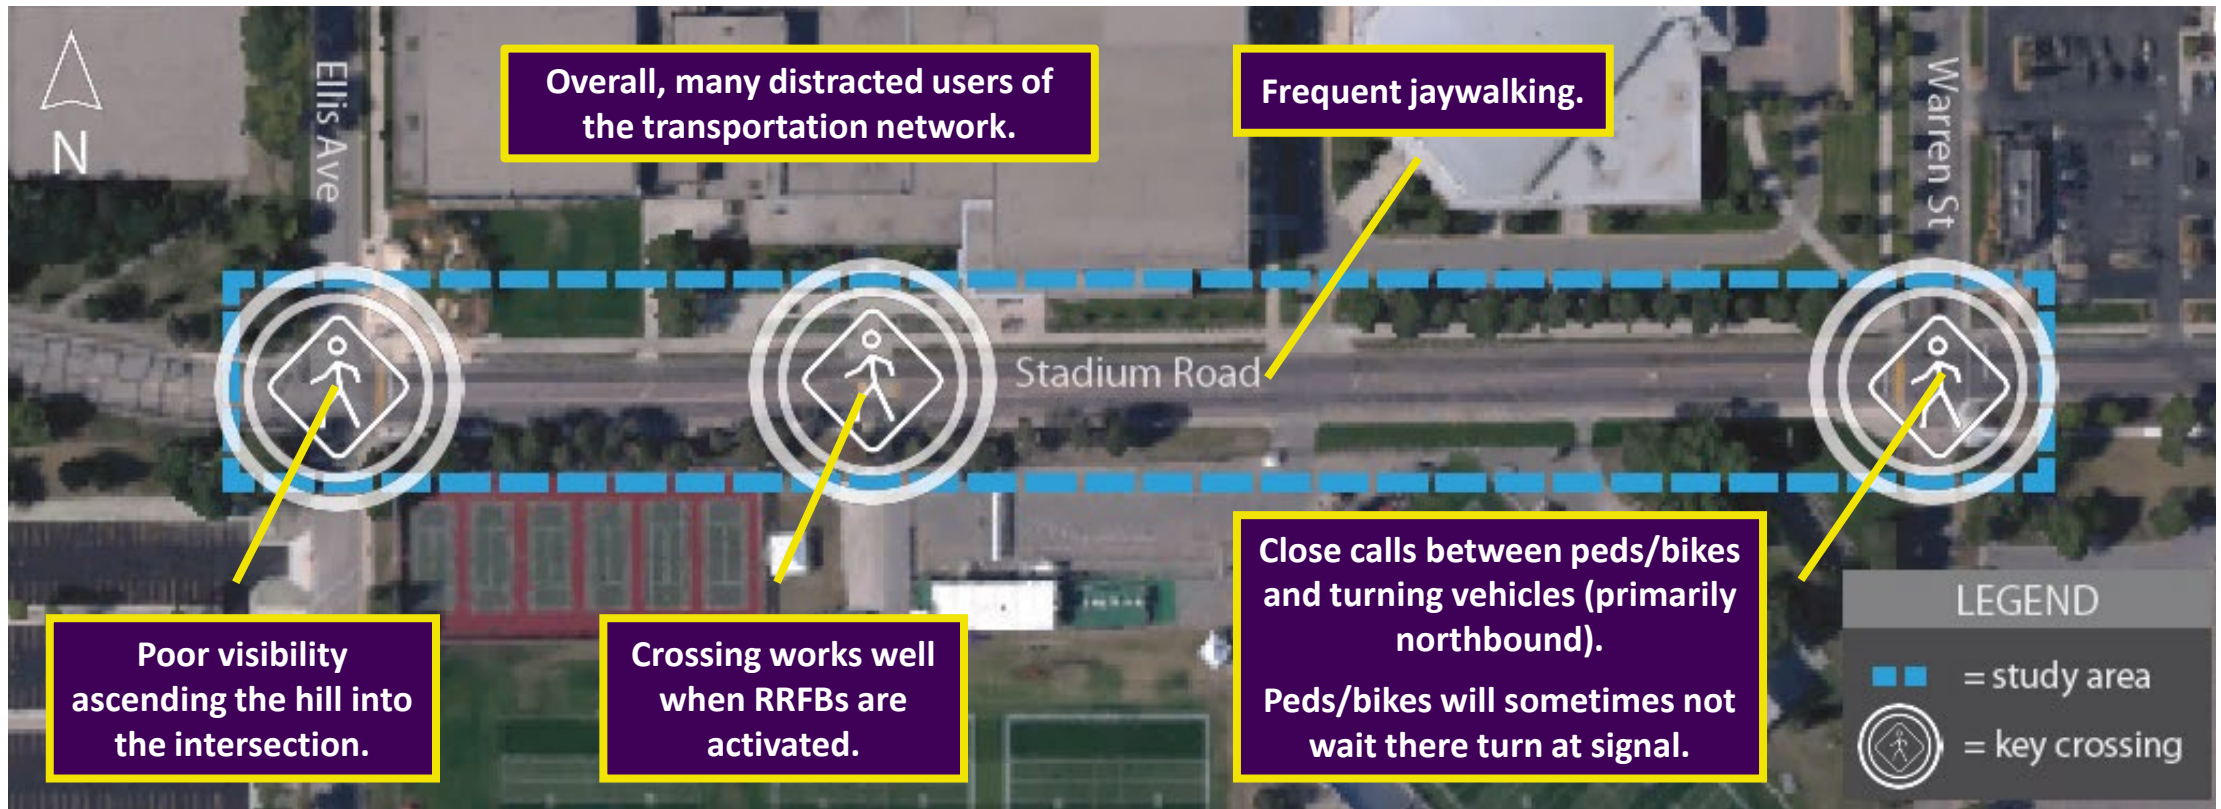 N
Ellis Ave
Overall, many distracted users of
the transportation network.
Frequent jaywalking.
Warren St
Stadium Road
Poor visibility
ascending the hill into
the intersection.
Crossing works well
when RRFBs are
activated.
Close calls between peds/bikes
and turning vehicles (primarily
northbound).
Peds/bikes will sometimes not
wait there turn at signal.
LEGEND
= study area
= key crossing